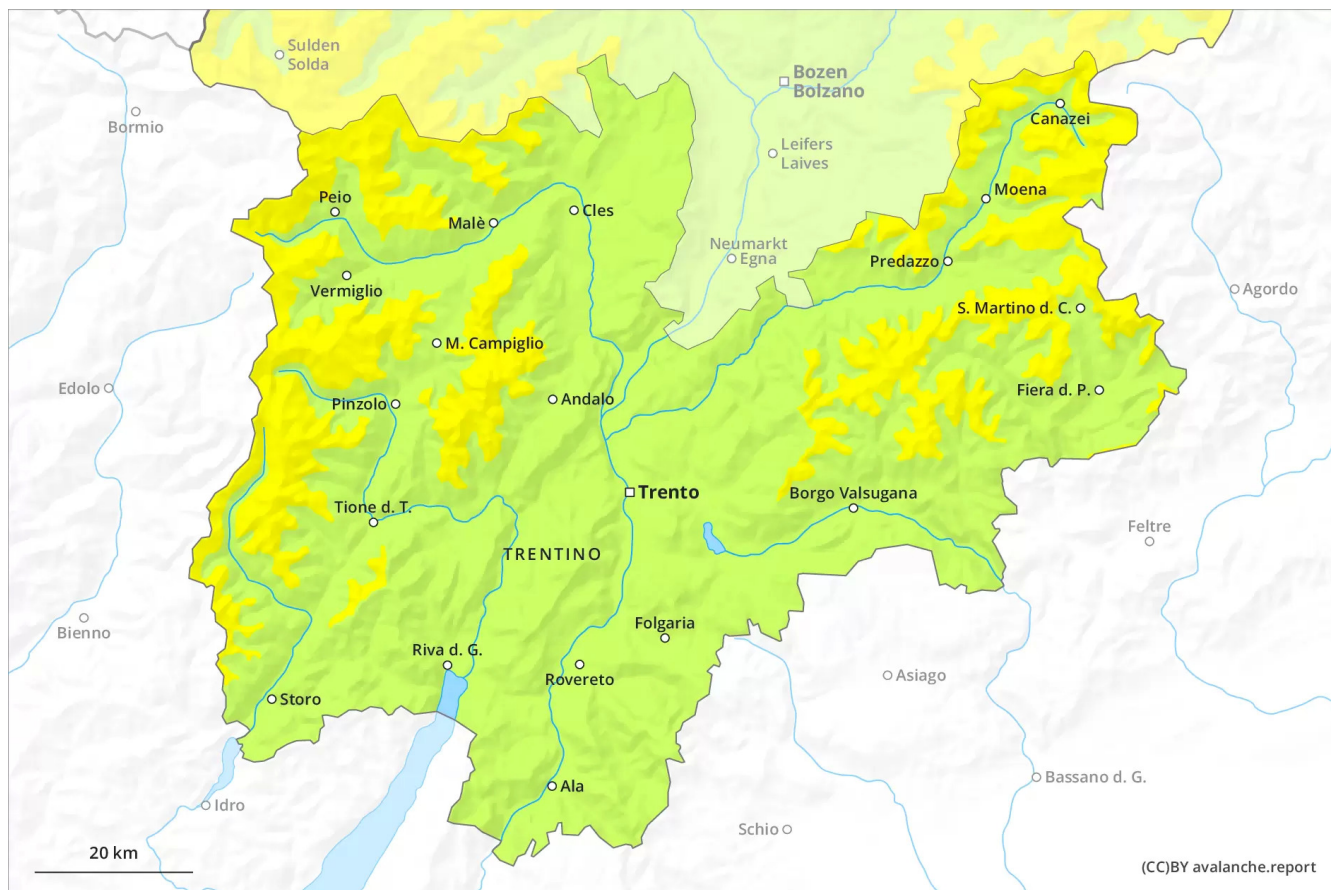 Sulden
Solda
Bozen
Bolzano
Bormio
Canazei
Leifers
Laives
Peio
Moena
Malè
Cles
Neumarkt
Egna
Predazzo
Vermiglio
Agordo
S. Martino d. C.
M. Campiglio
Edolo
Pinzolo
Andalo
Fiera d. P.
Trento
Borgo Valsugana
Tione d. T.
Feltre
TRENTINO
Bienno
Folgaria
Riva d. G.
Rovereto
Asiago
Storo
Bassano d. G.
Ala
Idro
Schio
20 km
(CC)BY avalanche.report